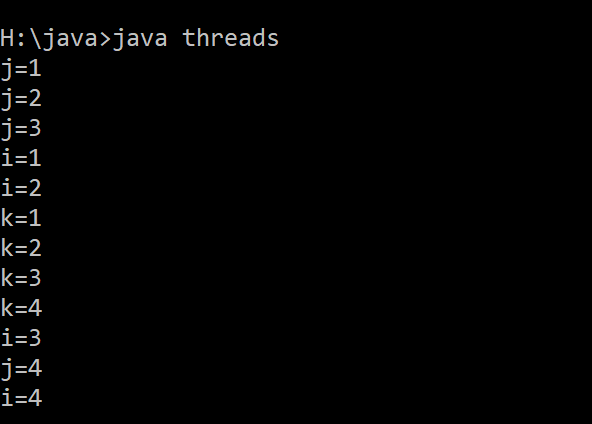 H:\java>java threads
j=1
j=2
j=3
i=1
i=2
k=1
k=2
k=3
k=4
i=3
j=4
i=4